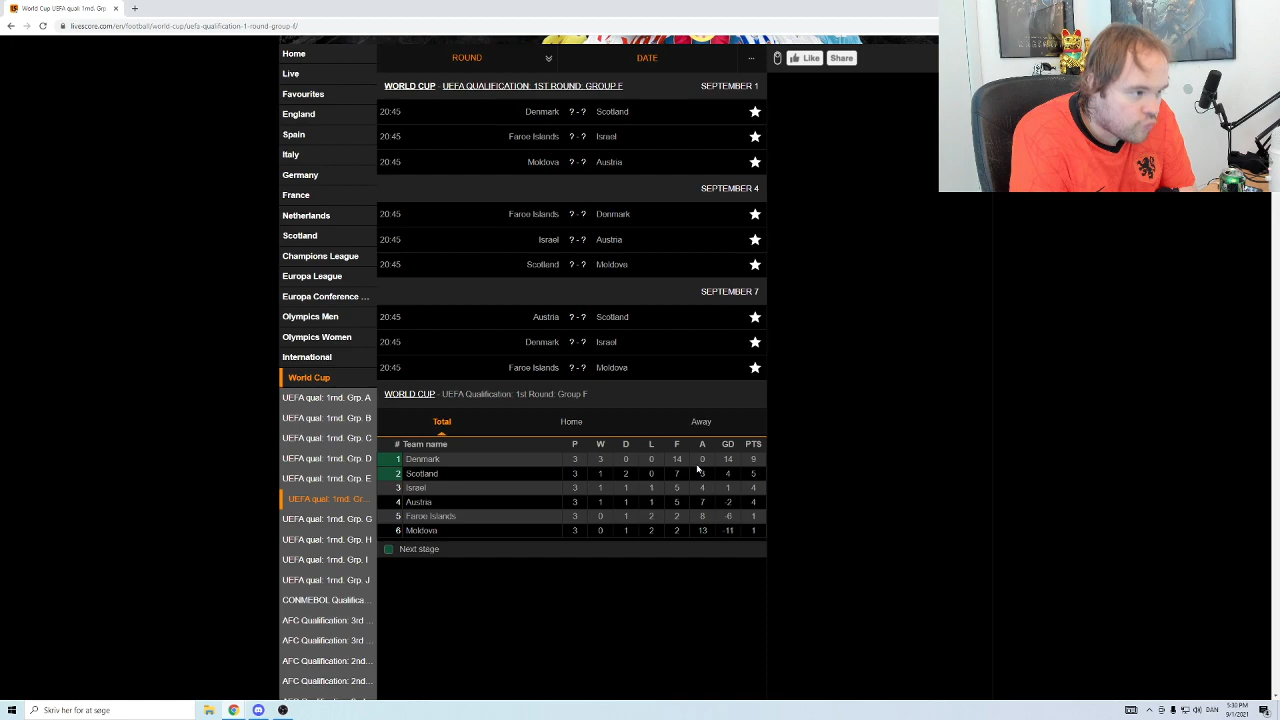 World Cup UEFA qual: 1rnd. Grp
livescore.com/en/football/world-cup/uefa-qualification-1-round-group-f/
Home
Live
Favourites
England
Spain
Italy
Germany
France
Netherlands
Scotland
Champions League
Europa League
Europa Conference ...
Olympics Men
Olympics Women
International
World Cup
UEFA qual: 1rnd. Grp. A
UEFA qual: 1rnd. Grp. B
UEFA qual: 1rnd. Grp. C
UEFA qual: 1rnd. Grp. D
UEFA qual: 1rnd. Grp. E
UEFA qual: 1rnd. Gr...
UEFA qual: 1rnd. Grp. G
UEFA qual: 1rnd. Grp. H
UEFA qual: 1rnd. Grp. I
UEFA qual: 1rnd. Grp. J
CONMEBOL Qualifica...
AFC Qualification: 3rd ...
AFC Qualification: 3rd ...
AFC Qualification: 2nd...
AFC Qualification: 2nd...
ROUND DATE ...
Like Share
WORLD CUP - UEFA QUALIFICATION: 1ST ROUND: GROUP F SEPTEMBER 1
20:45 Denmark ? - ? Scotland
20:45 Faroe Islands ? - ? Israel
20:45 Moldova ? - ? Austria
SEPTEMBER 4
20:45 Faroe Islands ? - ? Denmark
20:45 Israel ? - ? Austria
20:45 Scotland ? - ? Moldova
SEPTEMBER 7
20:45 Austria ? - ? Scotland
20:45 Denmark ? - ? Israel
20:45 Faroe Islands ? - ? Moldova
WORLD CUP - UEFA Qualification: 1st Round: Group F
Total Home Away
# Team name P W D L F A GD PTS
1 Denmark 3 3 0 0 14 0 14 9
2 Scotland 3 1 2 0 7 3 4 5
3 Israel 3 1 1 1 5 4 1 4
4 Austria 3 1 1 1 5 7 -2 4
5 Faroe Islands 3 0 1 2 2 8 -6 1
6 Moldova 3 0 1 2 2 13 -11 1
Next stage
Skriv her for at søge
DAN
5:30 PM
9/1/2021